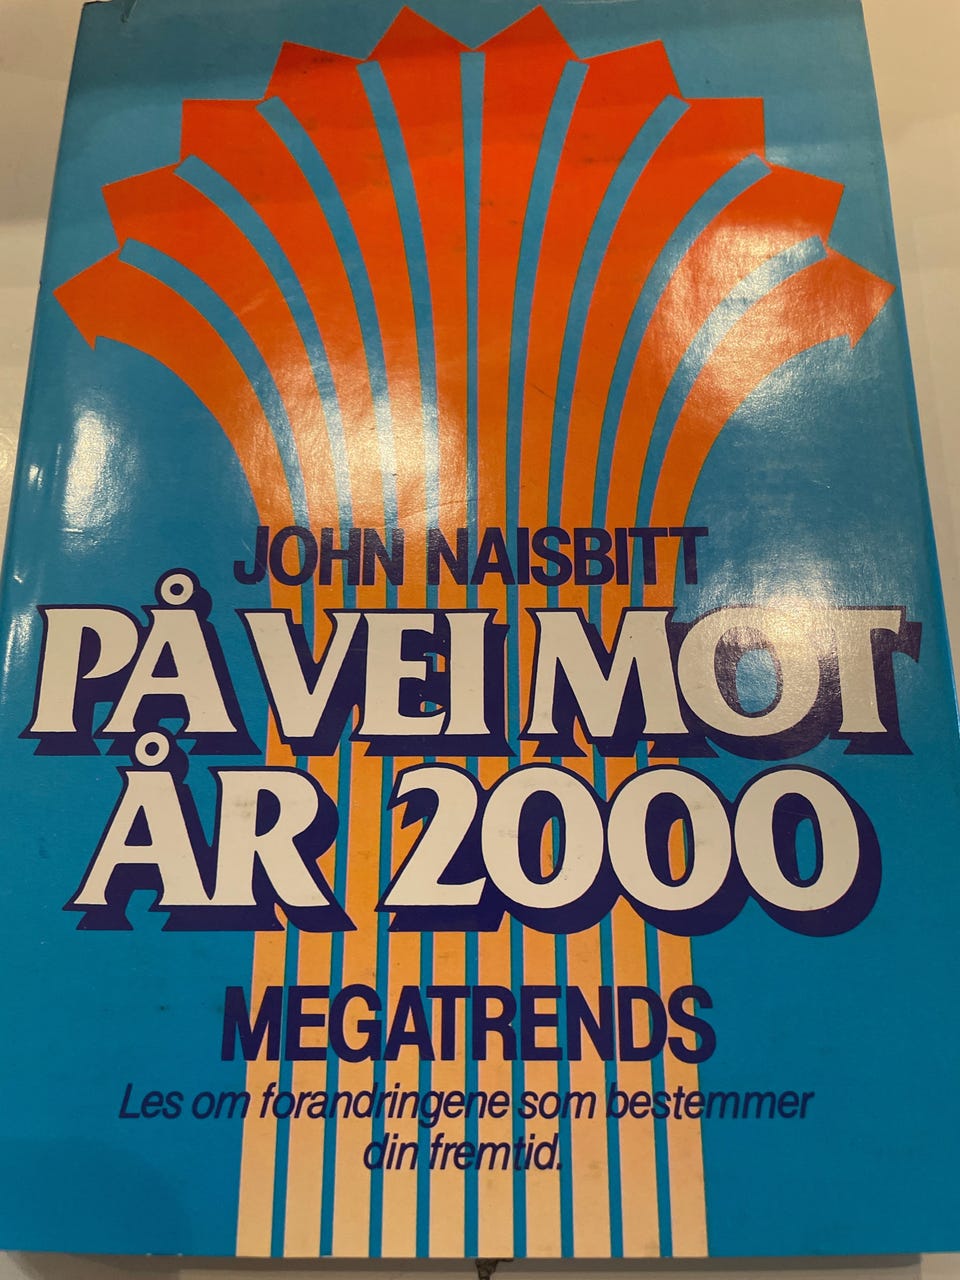 JOHN NAISBITT
PÅ VEI MOT
ÅR 2000
MEGATRENDS
Les om forandringene som bestemmer
din fremtid.